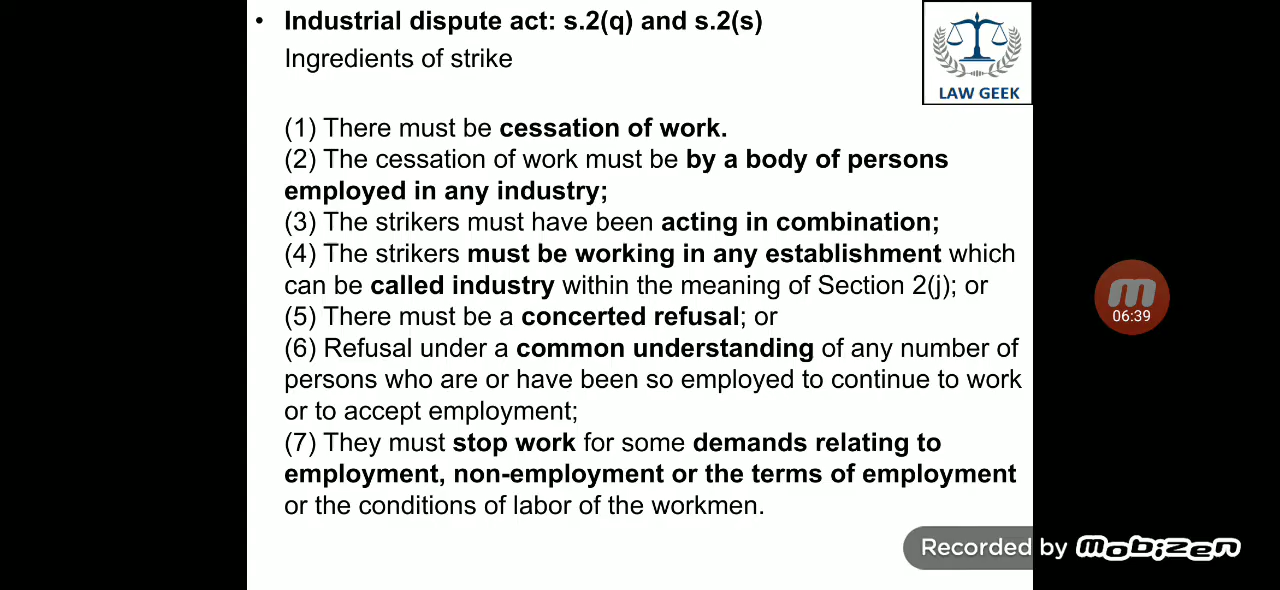 • Industrial dispute act: s.2(q) and s.2(s)
Ingredients of strike
LAW GEEK
(1) There must be cessation of work.
(2) The cessation of work must be by a body of persons
employed in any industry;
(3) The strikers must have been acting in combination;
(4) The strikers must be working in any establishment which
can be called industry within the meaning of Section 2(j); or
(5) There must be a concerted refusal; or
(6) Refusal under a common understanding of any number of
persons who are or have been so employed to continue to work
or to accept employment;
(7) They must stop work for some demands relating to
employment, non-employment or the terms of employment
or the conditions of labor of the workmen.
m
06:39
Recorded by mobizen